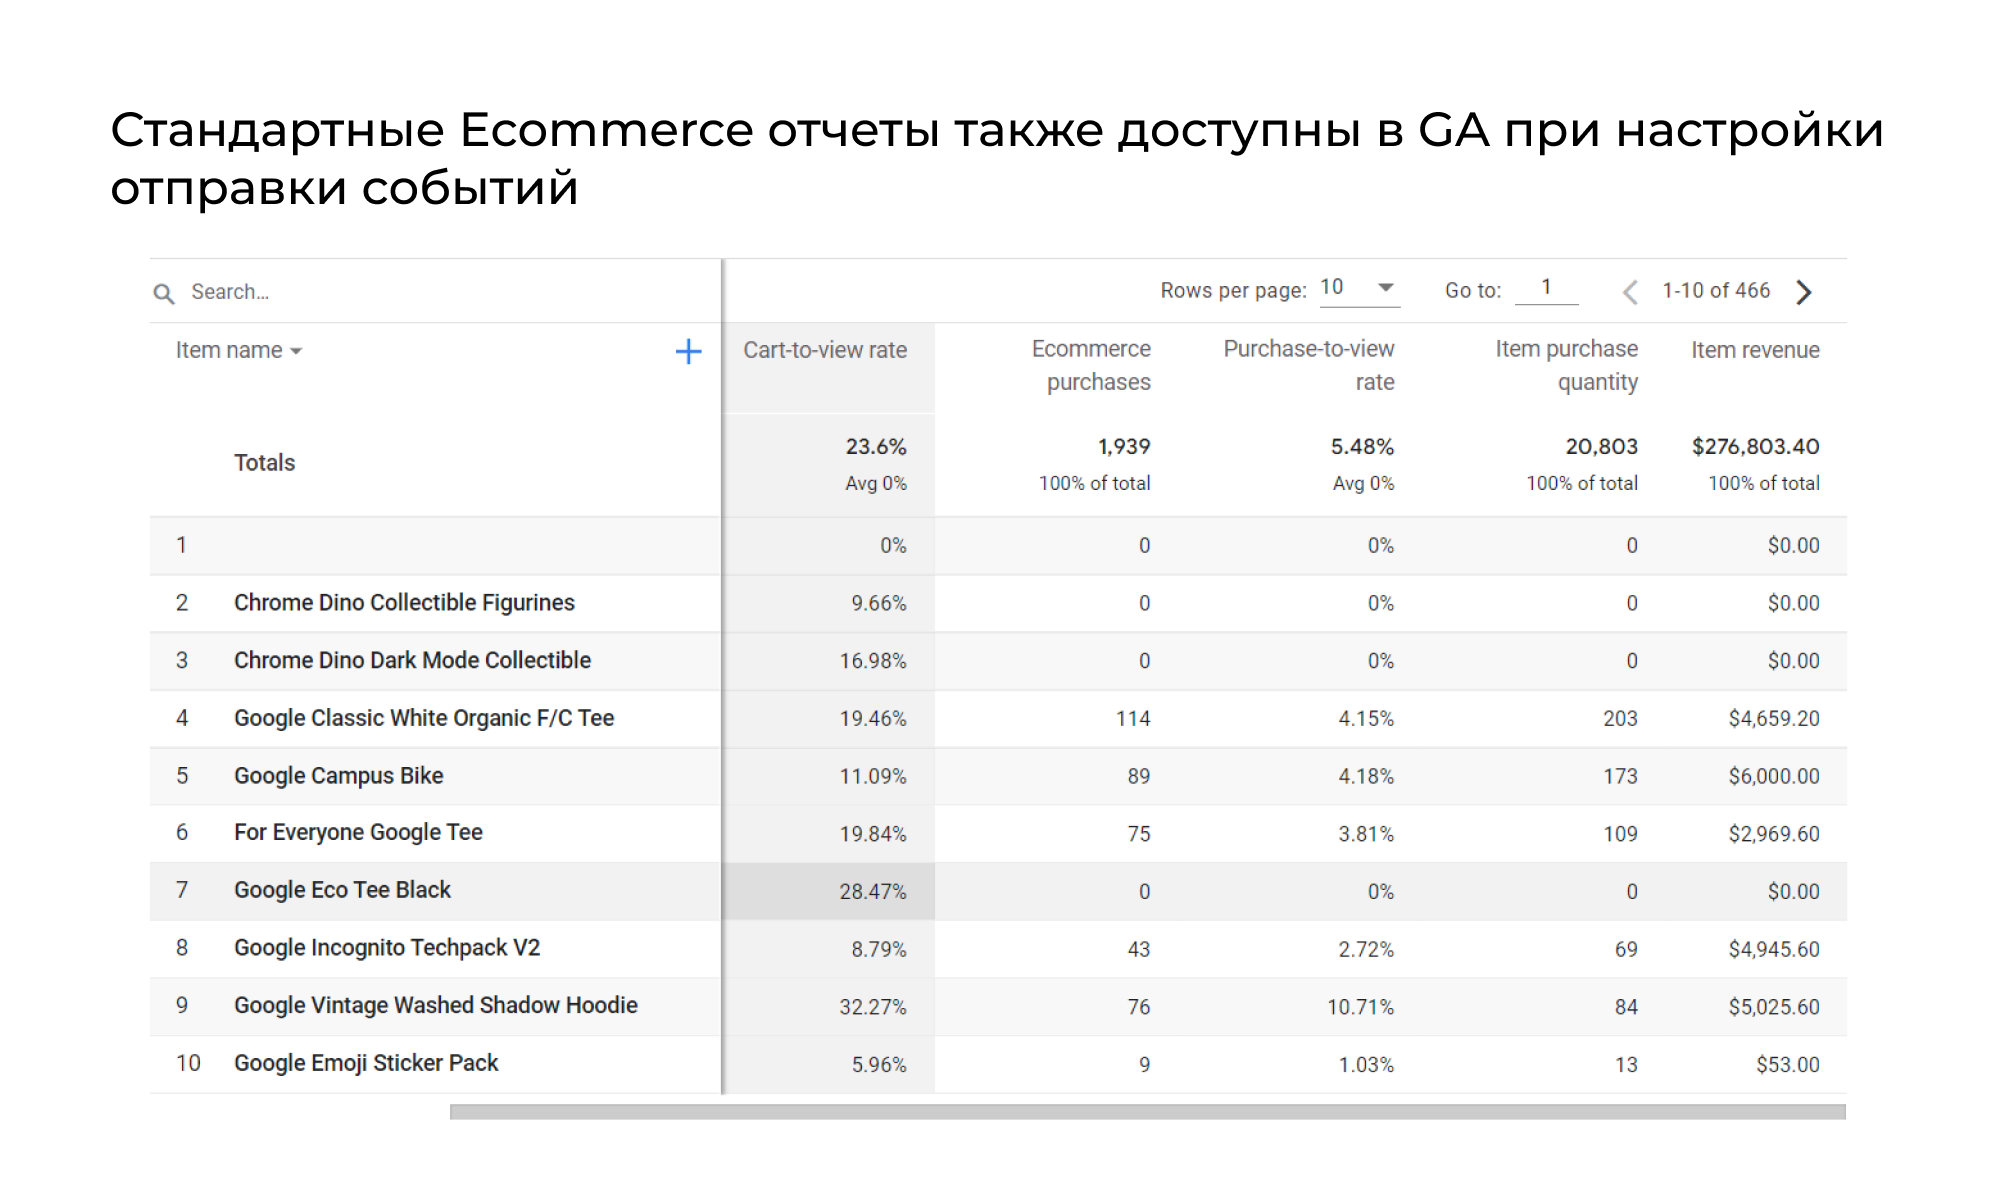 Стандартные Ecommerce отчеты также доступны в GA при настройки
отправки событий
Search...
Rows per page: 10 Go to: 1 1-10 of 466
Item name + Cart-to-view rate Ecommerce purchases Purchase-to-view rate Item purchase quantity Item revenue
Totals 23.6% 1,939 5.48% 20,803 $276,803.40
Avg 0% 100% of total Avg 0% 100% of total 100% of total
1 0% 0 0% 0 $0.00
2 Chrome Dino Collectible Figurines 9.66% 0 0% 0 $0.00
3 Chrome Dino Dark Mode Collectible 16.98% 0 0% 0 $0.00
4 Google Classic White Organic F/C Tee 19.46% 114 4.15% 203 $4,659.20
5 Google Campus Bike 11.09% 89 4.18% 173 $6,000.00
6 For Everyone Google Tee 19.84% 75 3.81% 109 $2,969.60
7 Google Eco Tee Black 28.47% 0 0% 0 $0.00
8 Google Incognito Techpack V2 8.79% 43 2.72% 69 $4,945.60
9 Google Vintage Washed Shadow Hoodie 32.27% 76 10.71% 84 $5,025.60
10 Google Emoji Sticker Pack 5.96% 9 1.03% 13 $53.00